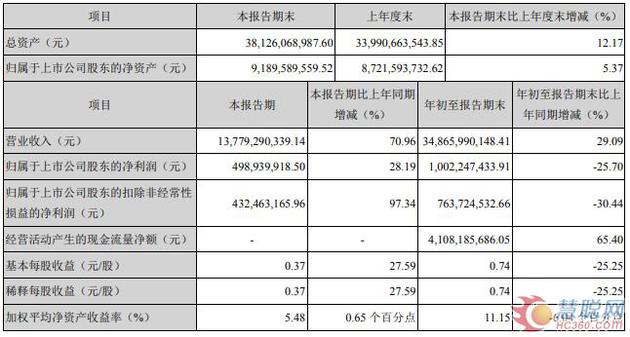 项目 本报告期末 上年度末 本报告期末比上年度末增减（%）
总资产（元） 38,126,068,987.60 33,990,663,543.85 12.17
归属于上市公司股东的净资产（元） 9,189,589,559.52 8,721,593,732.62 5.37
项目 本报告期 本报告期比上年同期增减（%） 年初至报告期末 年初至报告期末比上年同期增减（%）
营业收入（元） 13,779,290,339.14 70.96 34,865,990,148.41 29.09
归属于上市公司股东的净利润（元） 498,939,918.50 28.19 1,002,247,433.91 -25.70
归属于上市公司股东的扣除非经常性损益的净利润（元） 432,463,165.96 97.34 763,724,532.66 -30.44
经营活动产生的现金流量净额（元） - - 4,108,185,686.05 65.40
基本每股收益（元/股） 0.37 27.59 0.74 -25.25
稀释每股收益（元/股） 0.37 27.59 0.74 -25.25
加权平均净资产收益率（%） 5.48 0.65 个百分点 11.15 个百分点
慧聪网
HC360.COM